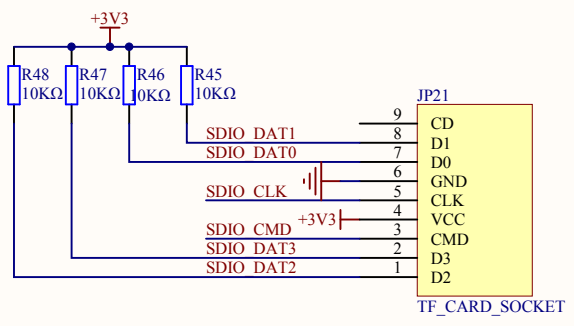 +3V3
R48 R47 R46 R45
10KΩ 10KΩ 10KΩ 10KΩ
JP21
9 CD
SDIO_DAT1 8 D1
SDIO_DAT0 7 D0
6 GND
SDIO_CLK 5 CLK
+3V3 4 VCC
SDIO_CMD 3 CMD
SDIO_DAT3 2 D3
SDIO_DAT2 1 D2
TF_CARD_SOCKET